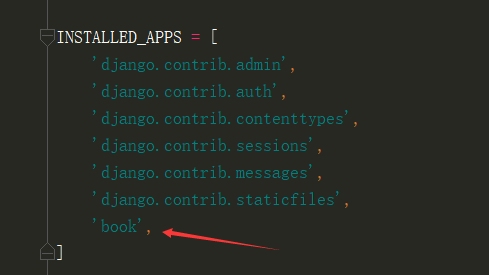 INSTALLED_APPS = [
    'django.contrib.admin',
    'django.contrib.auth',
    'django.contrib.contenttypes',
    'django.contrib.sessions',
    'django.contrib.messages',
    'django.contrib.staticfiles',
    'book',
]